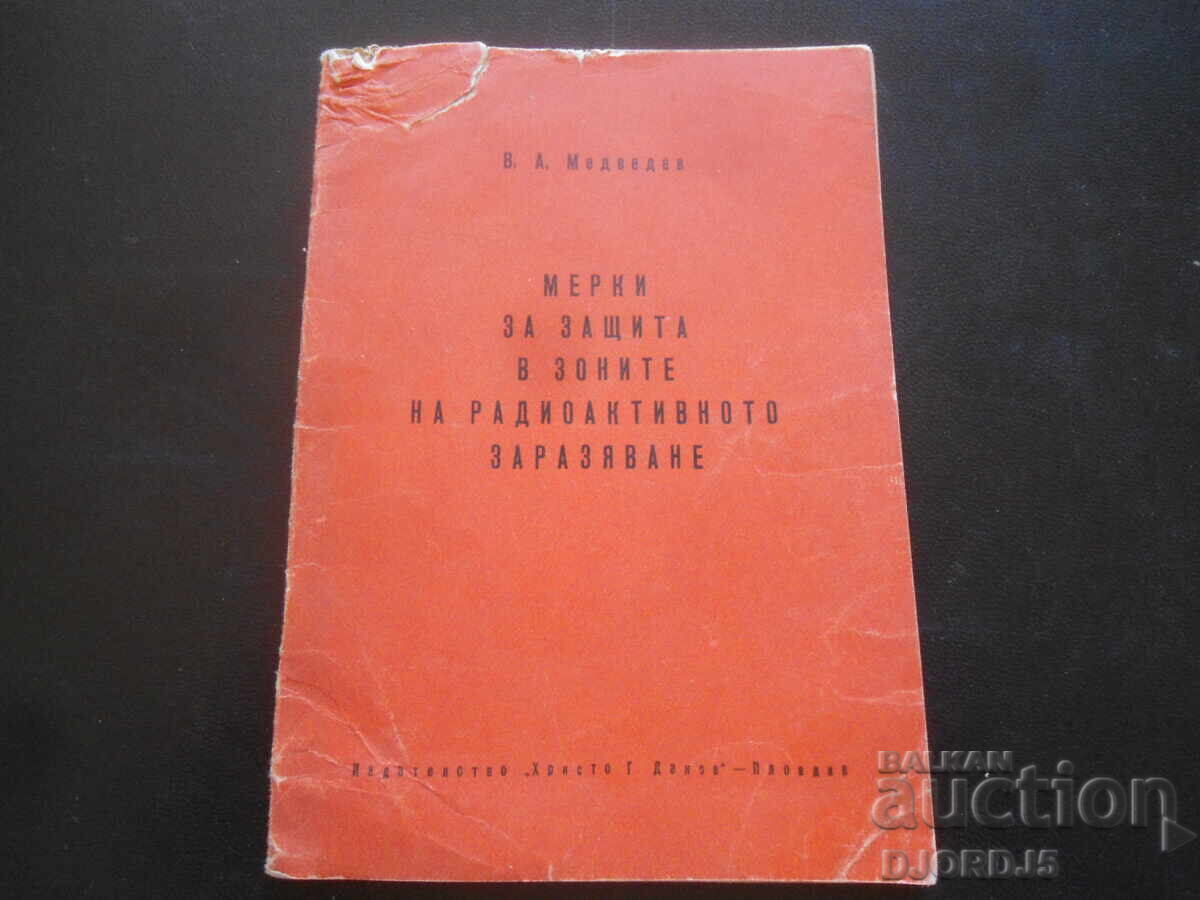 В. А. Медведев
МЕРКИ
ЗА ЗАЩИТА
В ЗОНИТЕ
НА РАДИОАКТИВНОТО
ЗАРАЗЯВАНЕ
Издателство „Христо Г Данов“ — Пловдив
BALKAN
auction
DJORDJ5